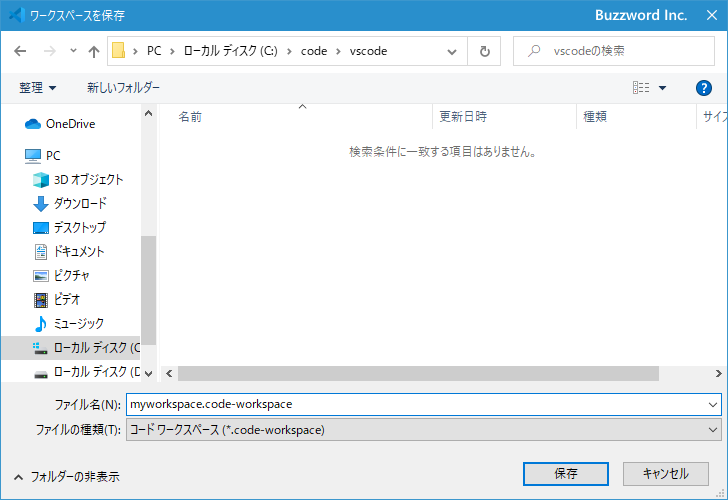 ワークスペースを保存 Buzzword Inc.
PC › ローカル ディスク (C:) › code › vscode vscodeの検索
整理 新しいフォルダー
名前 更新日時 種類 サイズ
検索条件に一致する項目はありません。
OneDrive
PC
3D オブジェクト
ダウンロード
デスクトップ
ドキュメント
ピクチャ
ビデオ
ミュージック
ローカル ディスク (C
ローカル ディスク (D
ファイル名(N): myworkspace.code-workspace
ファイルの種類(T): コード ワークスペース (*.code-workspace)
フォルダーの非表示 保存 キャンセル